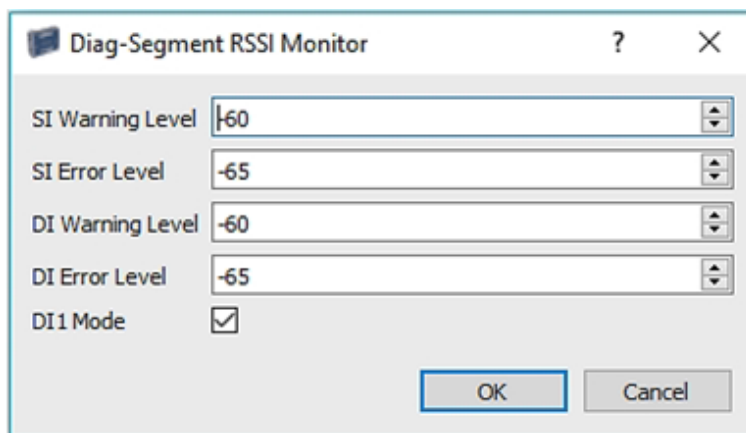 Diag-Segment RSSI Monitor ?
SI Warning Level -60
SI Error Level -65
DI Warning Level -60
DI Error Level -65
DI1 Mode
OK Cancel